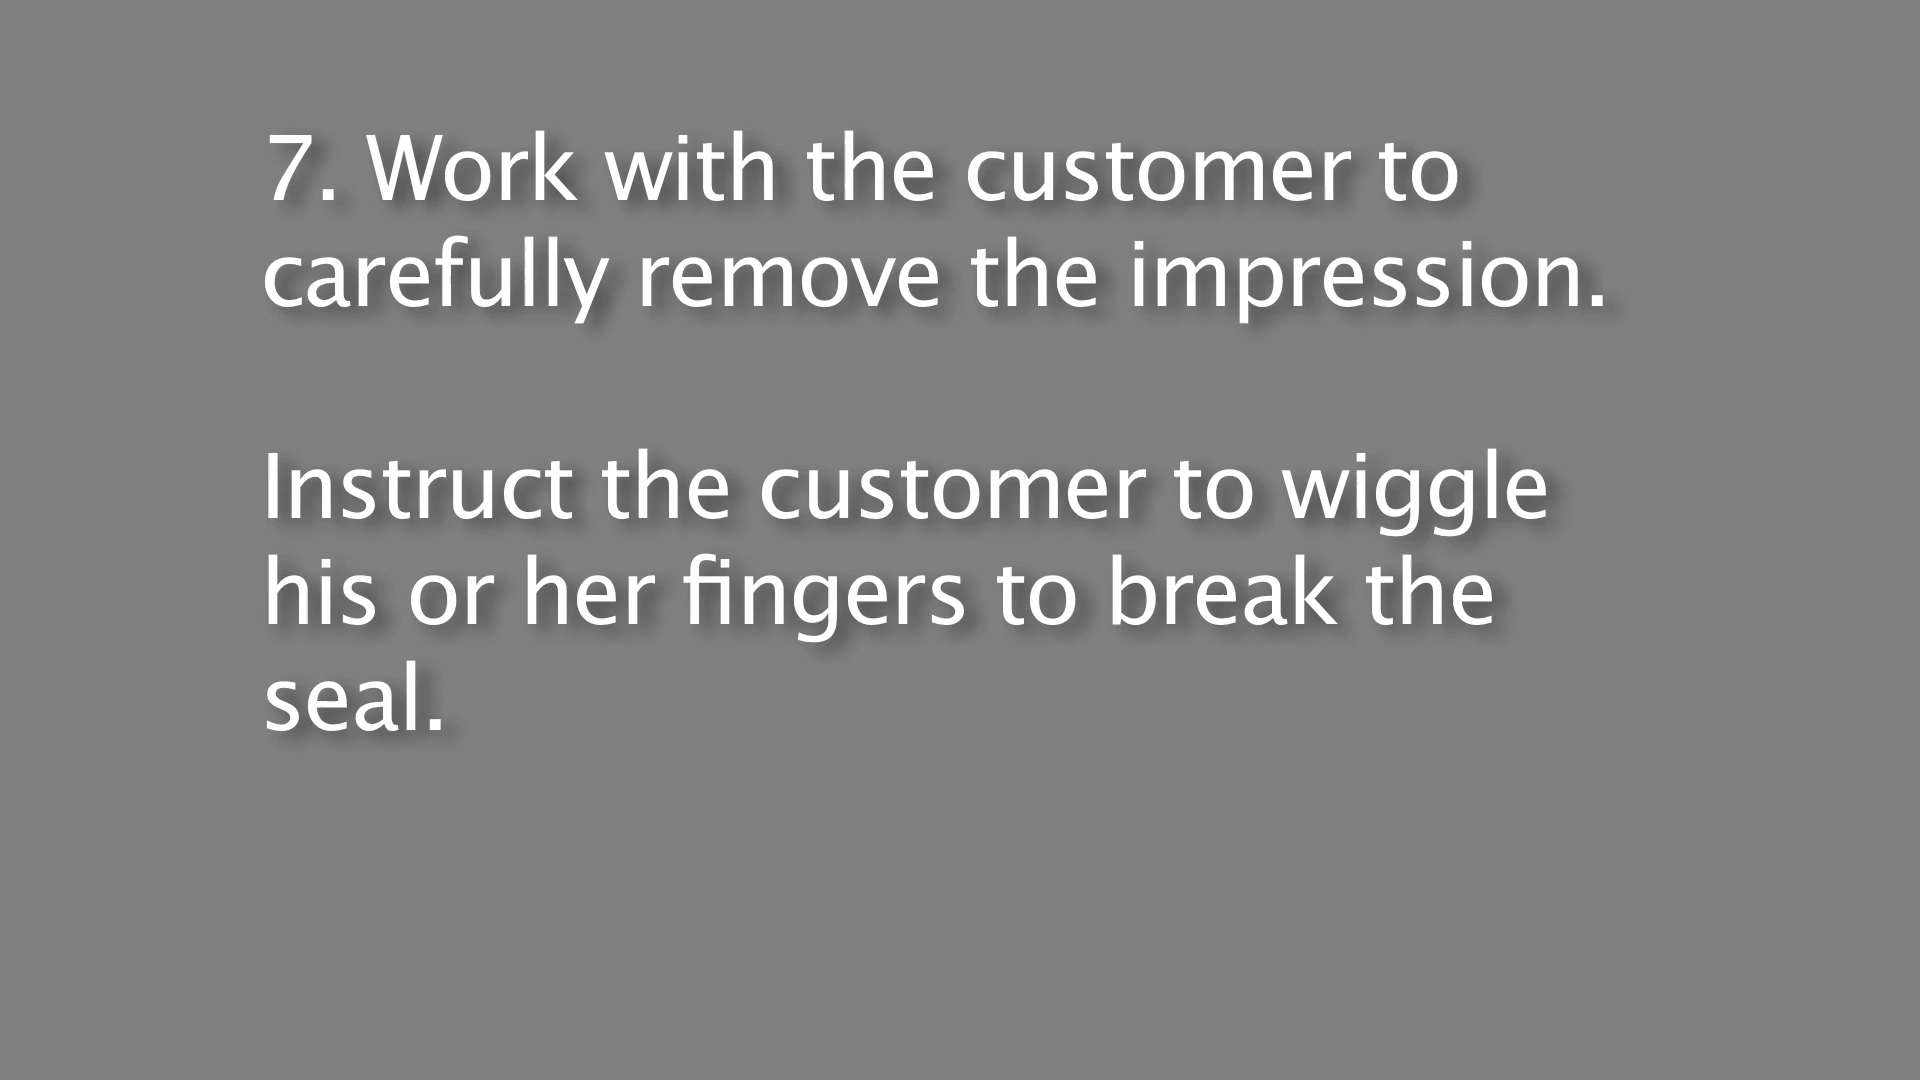 7. Work with the customer to
carefully remove the impression.
Instruct the customer to wiggle
his or her fingers to break the
seal.